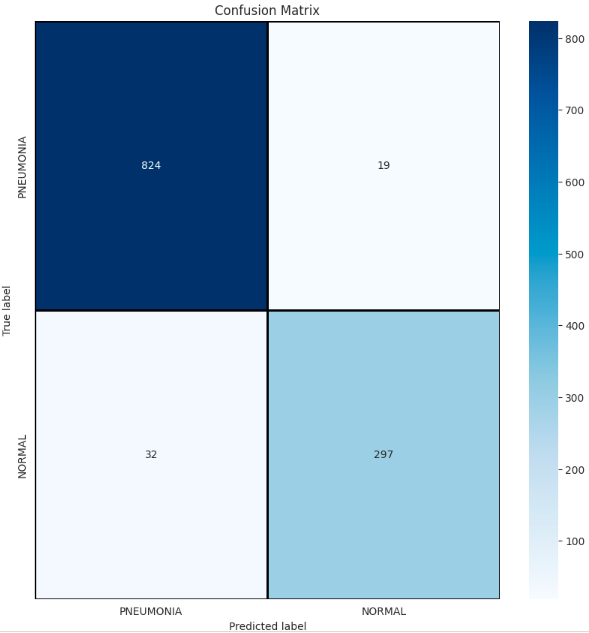 Confusion Matrix
PNEUMONIA
824
19
800
700
600
500
400
300
200
100
True label
NORMAL
32
297
PNEUMONIA
NORMAL
Predicted label